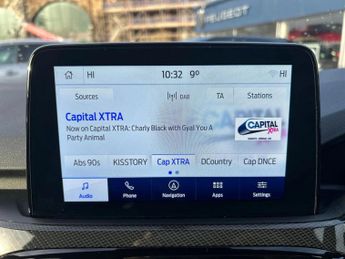 PEUGEOT
HI 10:32 9° HI
Sources DAB TA Stations
Capital XTRA
Now on Capital XTRA: Charly Black with Gyal You A
Party Animal
CAPITAL
XTRA
Abs 90s KISSTORY Cap XTRA DCountry Cap DNCE
Audio Phone Navigation Apps Settings